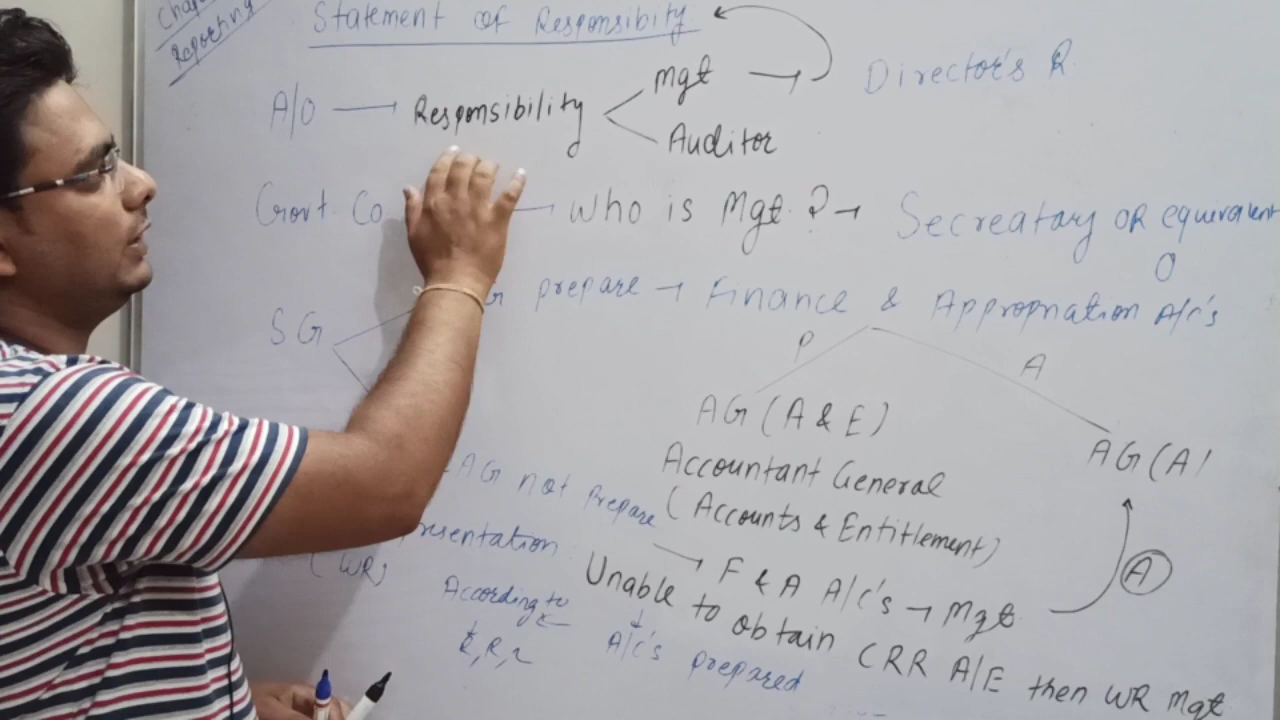 Reporting
Statement of Responsibity
A/O → Responsibility
Mgt →
Auditor
Director's R
Govt. Co → Who is Mgt.? → Secreatary OR equivalent
SG
prepare → Finance & Appropriation A/c's
P
A
AG (A & E)
AG (A)
Accountant General
(Accounts & Entitlement)
AG not Prepare
→ F & A A/c's → Mgt
A
(WR)
According to
A/c's prepared
Unable to obtain CRR A/E then WR Mgt